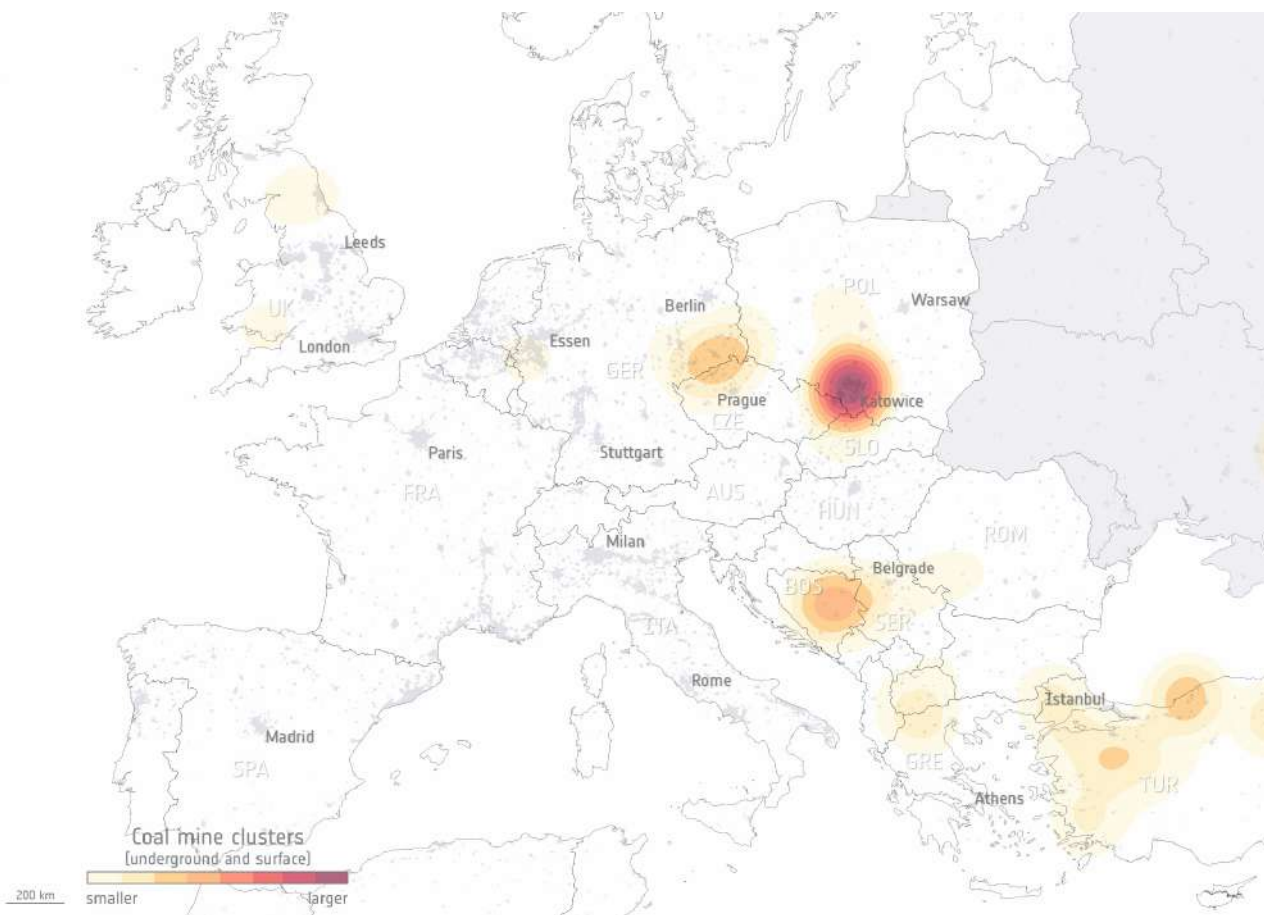 Leeds
UK
London
Essen
Berlin
GER
POL
Warsaw
Prague
CZE
Katowice
SLO
Paris
FRA
Stuttgart
AUS
HUN
ROM
Milan
BOS
Belgrade
SER
ITA
Rome
Istanbul
Madrid
SPA
GRE
Athens
TUR
Coal mine clusters
[underground and surface]
smaller
larger
200 km